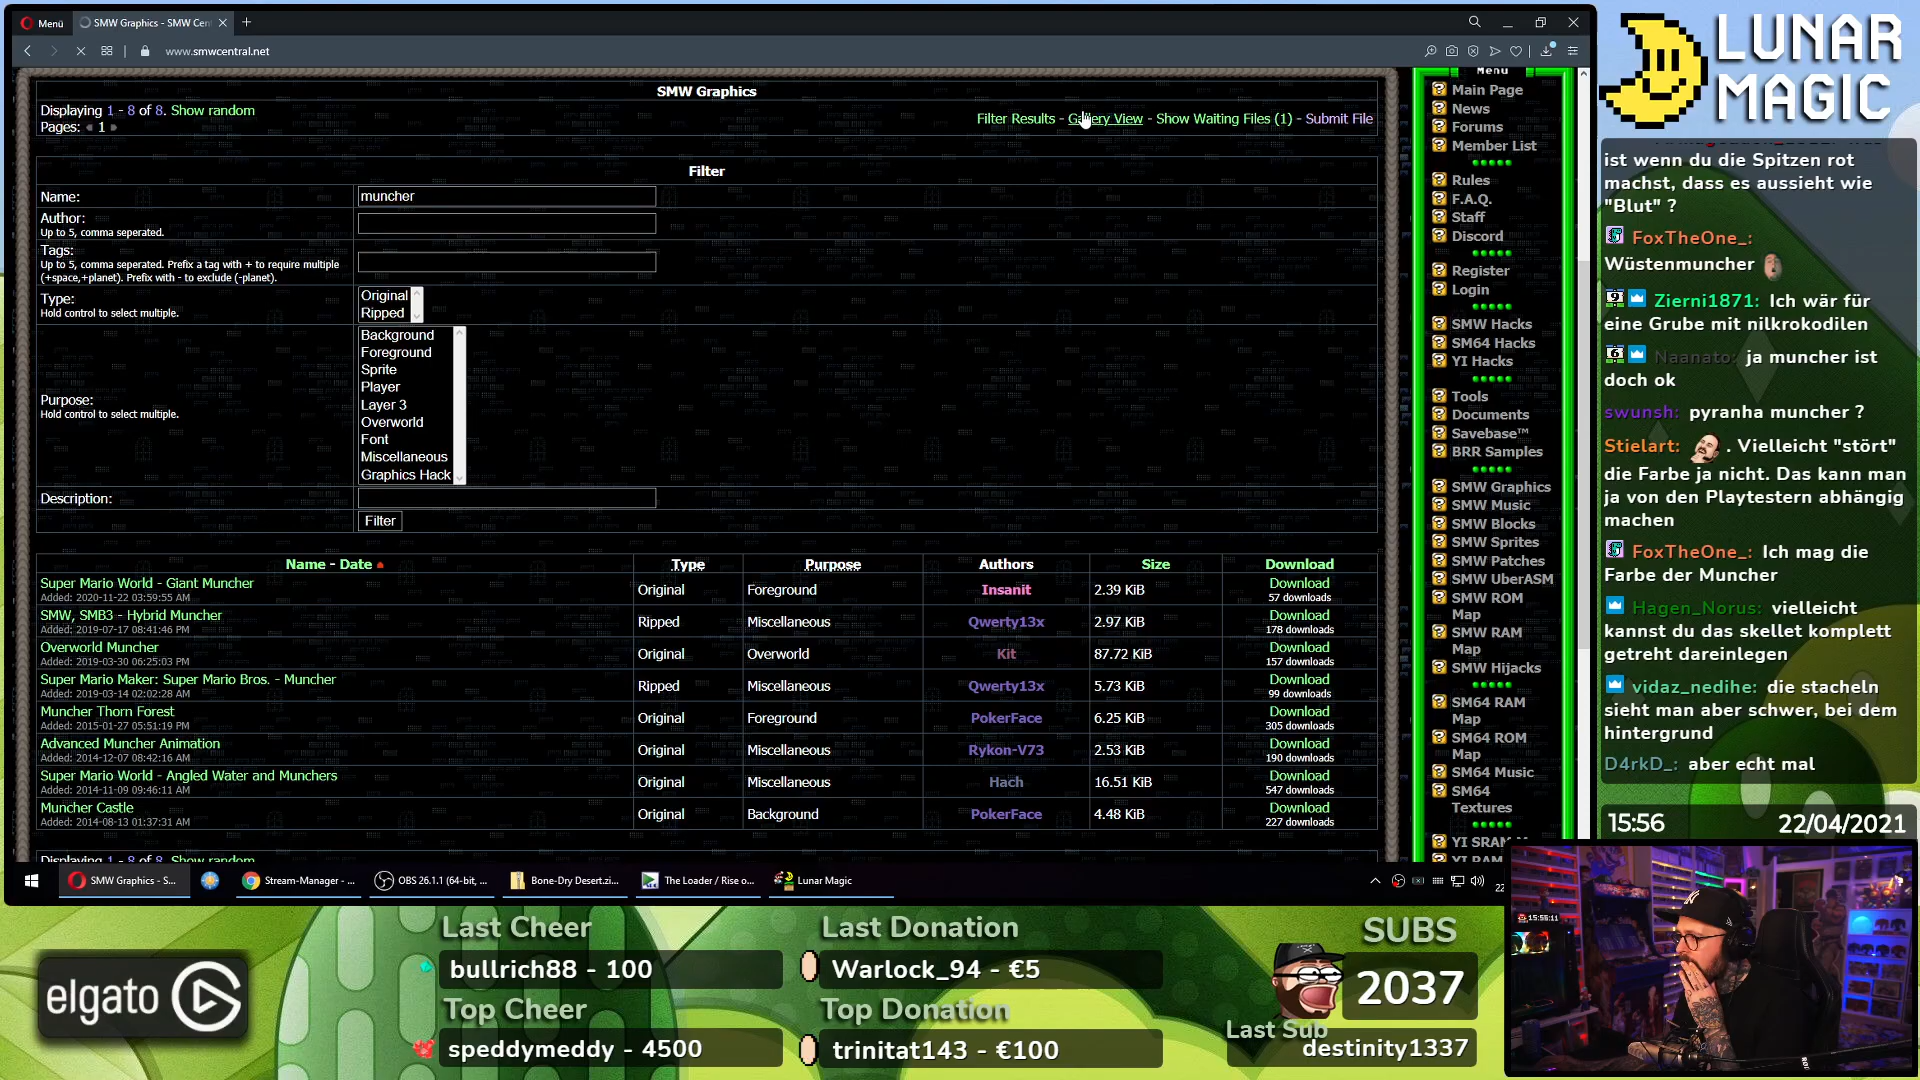 Menü
SMW Graphics - SMW Cen
www.smwcentral.net
SMW Graphics
Displaying 1 - 8 of 8. Show random
Pages: 1
Filter Results - Gallery View - Show Waiting Files (1) - Submit File
Filter
Name:
muncher
Author:
Up to 5, comma seperated.
Tags:
Up to 5, comma seperated. Prefix a tag with + to require multiple
(+space,+planet). Prefix with - to exclude (-planet).
Type:
Hold control to select multiple.
Original
Ripped
Purpose:
Hold control to select multiple.
Background
Foreground
Sprite
Player
Layer 3
Overworld
Font
Miscellaneous
Graphics Hack
Description:
Filter
Name - Date Type Purpose Authors Size Download
Super Mario World - Giant Muncher
Added: 2020-11-22 03:59:55 AM
Original Foreground Insanit 2.39 KiB Download
57 downloads
SMW, SMB3 - Hybrid Muncher
Added: 2019-07-17 08:41:46 PM
Ripped Miscellaneous Qwerty13x 2.97 KiB Download
178 downloads
Overworld Muncher
Added: 2019-03-30 06:25:03 PM
Original Overworld Kit 87.72 KiB Download
157 downloads
Super Mario Maker: Super Mario Bros. - Muncher
Added: 2019-03-14 02:02:28 AM
Ripped Miscellaneous Qwerty13x 5.73 KiB Download
99 downloads
Muncher Thorn Forest
Added: 2015-01-27 05:51:19 PM
Original Foreground PokerFace 6.25 KiB Download
305 downloads
Advanced Muncher Animation
Added: 2014-12-07 08:42:16 AM
Original Miscellaneous Rykon-V73 2.53 KiB Download
190 downloads
Super Mario World - Angled Water and Munchers
Added: 2014-11-09 09:46:11 AM
Original Miscellaneous Hach 16.51 KiB Download
547 downloads
Muncher Castle
Added: 2014-08-13 01:37:31 AM
Original Background PokerFace 4.48 KiB Download
227 downloads
Displaying 1 - 8 of 8. Show random
Menu
Main Page
News
Forums
Member List
Rules
F.A.Q.
Staff
Discord
Register
Login
SMW Hacks
SM64 Hacks
YI Hacks
Tools
Documents
Savebase™
BRR Samples
SMW Graphics
SMW Music
SMW Blocks
SMW Sprites
SMW Patches
SMW UberASM
SMW ROM
Map
SMW RAM
Map
SMW Hijacks
SM64 RAM
Map
SM64 ROM
Map
SM64 Music
SM64
Textures
YI SRAM
YI RAM
SMW Graphics - S...
Stream-Manager - ...
OBS 26.1.1 (64-bit, ...
Bone-Dry Desert.zi...
The Loader / Rise o...
Lunar Magic
LUNAR
MAGIC
ist wenn du die Spitzen rot
machst, dass es aussieht wie
"Blut" ?
FoxTheOne_:
Wüstenmuncher
Zierni1871: Ich wär für
eine Grube mit nilkrokodilen
Naanato: ja muncher ist
doch ok
swunsh: pyranha muncher ?
Stielart: . Vielleicht "stört"
die Farbe ja nicht. Das kann man
ja von den Playtestern abhängig
machen
FoxTheOne_: Ich mag die
Farbe der Muncher
Hagen_Norus: vielleicht
kannst du das skellet komplett
getreht dareinlegen
vidaz_nedihe: die stacheln
sieht man aber schwer, bei dem
hintergrund
D4rkD_: aber echt mal
15:56 22/04/2021
elgato
Last Cheer
bullrich88 - 100
Top Cheer
speddymeddy - 4500
Last Donation
Warlock_94 - €5
Top Donation
trinitat143 - €100
SUBS
2037
Last Sub
destinity1337